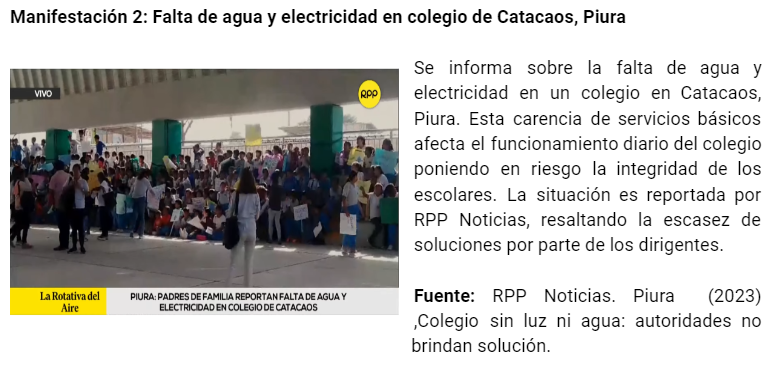 Manifestación 2: Falta de agua y electricidad en colegio de Catacaos, Piura
VIVO
RPP
La Rotativa del
Aire
PIURA: PADRES DE FAMILIA REPORTAN FALTA DE AGUA Y
ELECTRICIDAD EN COLEGIO DE CATACAOS
Se informa sobre la falta de agua y
electricidad en un colegio en Catacaos,
Piura. Esta carencia de servicios básicos
afecta el funcionamiento diario del colegio
poniendo en riesgo la integridad de los
escolares. La situación es reportada por
RPP Noticias, resaltando la escasez de
soluciones por parte de los dirigentes.
Fuente: RPP Noticias. Piura (2023)
,Colegio sin luz ni agua: autoridades no
brindan solución.